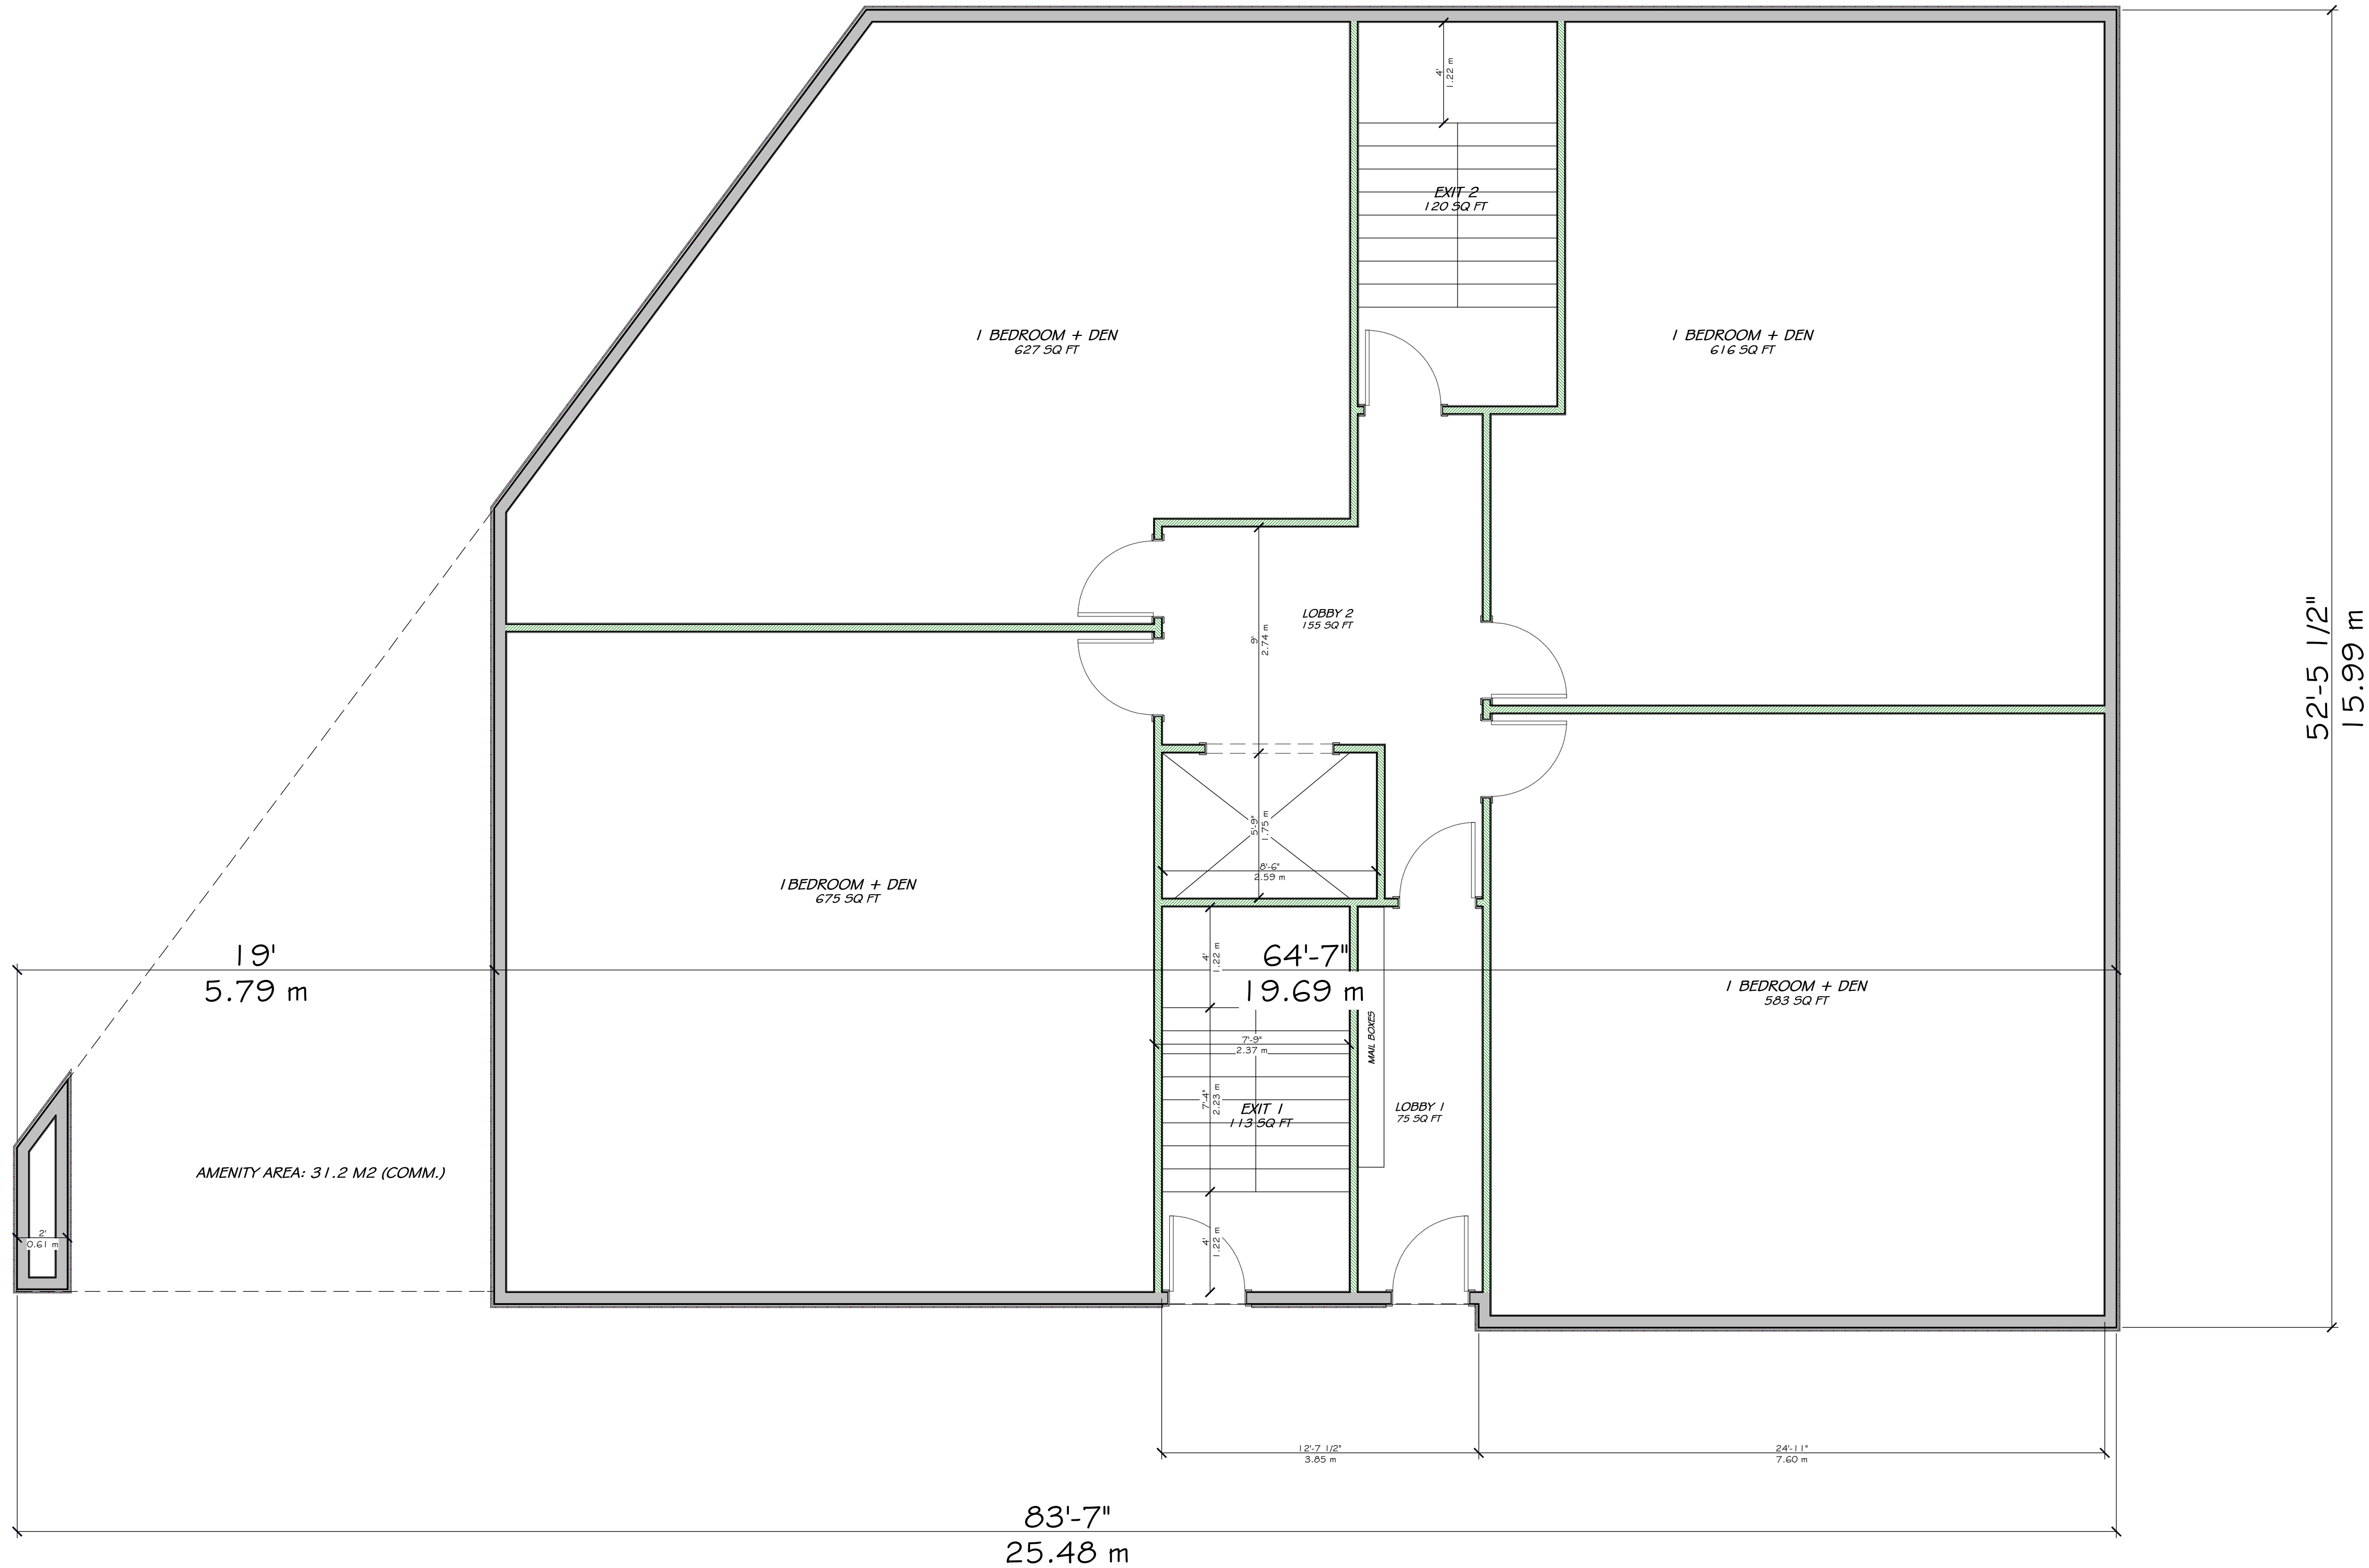 4'
1.22 m
EXIT 2
120 SQ FT
1 BEDROOM + DEN
627 SQ FT
1 BEDROOM + DEN
616 SQ FT
LOBBY 2
155 SQ FT
9'
2.74 m
52'-5 1/2"
15.99 m
5'-9"
1.75 m
8'-6"
2.59 m
1 BEDROOM + DEN
675 SQ FT
19'
5.79 m
4'
1.22 m
64'-7"
19.69 m
1 BEDROOM + DEN
583 SQ FT
MAIL BOXES
7'-9"
2.37 m
7'-4"
2.23 m
EXIT 1
113 SQ FT
LOBBY 1
75 SQ FT
AMENITY AREA: 31.2 M2 (COMM.)
2'
0.61 m
4'
1.22 m
12'-7 1/2"
3.85 m
24'-11"
7.60 m
83'-7"
25.48 m